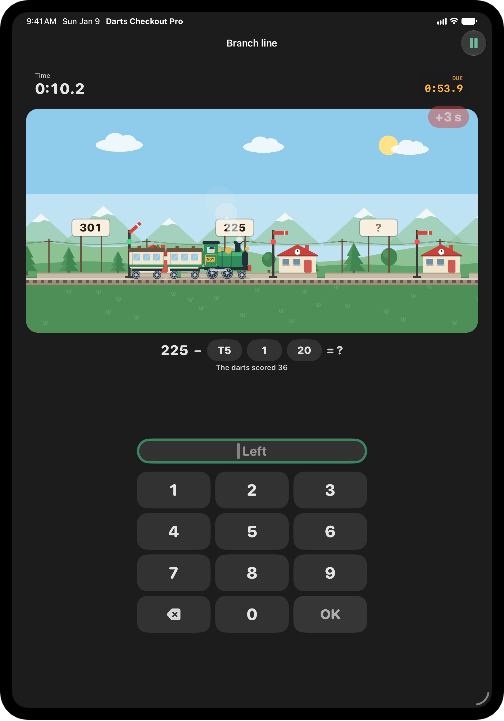 9:41 AM Sun Jan 9 Darts Checkout Pro
Branch line
Time
0:10.2
DUE
0:53.9
+3 s
301
225
?
225 – T5 1 20 = ?
The darts scored 36
Left
1 2 3
4 5 6
7 8 9
0 OK